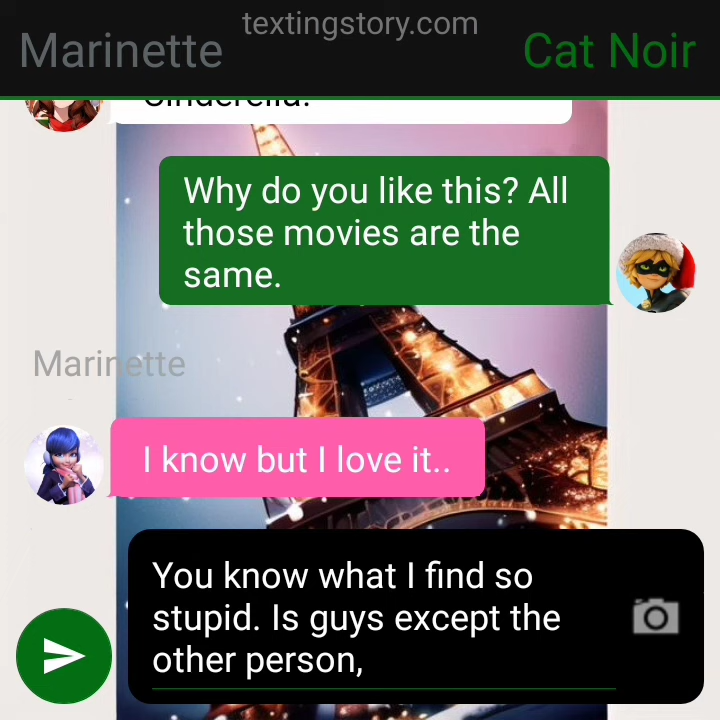 textingstory.com
Marinette
Cat Noir
Cinderella.
Why do you like this? All
those movies are the
same.
Marinette
I know but I love it..
You know what I find so
stupid. Is guys except the
other person,